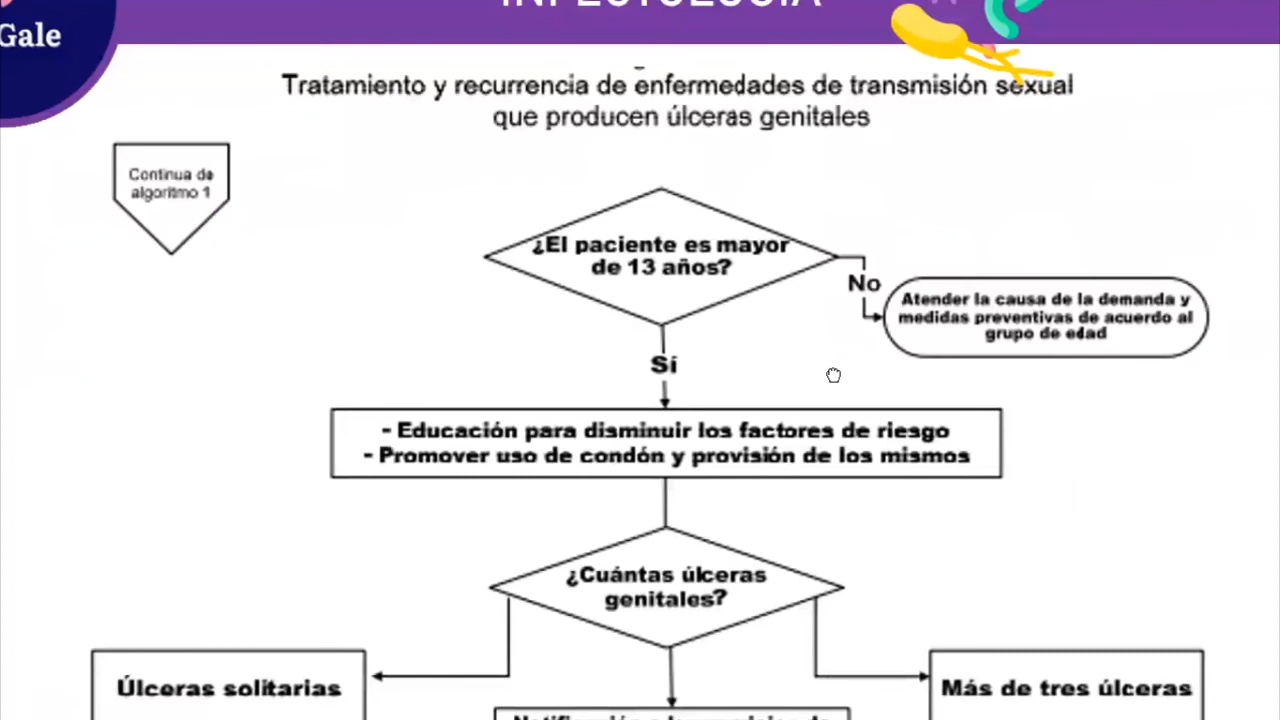 INFECTOLOGÍA
Gale
Tratamiento y recurrencia de enfermedades de transmisión sexual
que producen úlceras genitales
Continua de
algoritmo 1
¿El paciente es mayor
de 13 años?
No
Atender la causa de la demanda y
medidas preventivas de acuerdo al
grupo de edad
Sí
- Educación para disminuir los factores de riesgo
- Promover uso de condón y provisión de los mismos
¿Cuántas úlceras
genitales?
Úlceras solitarias
Más de tres úlceras